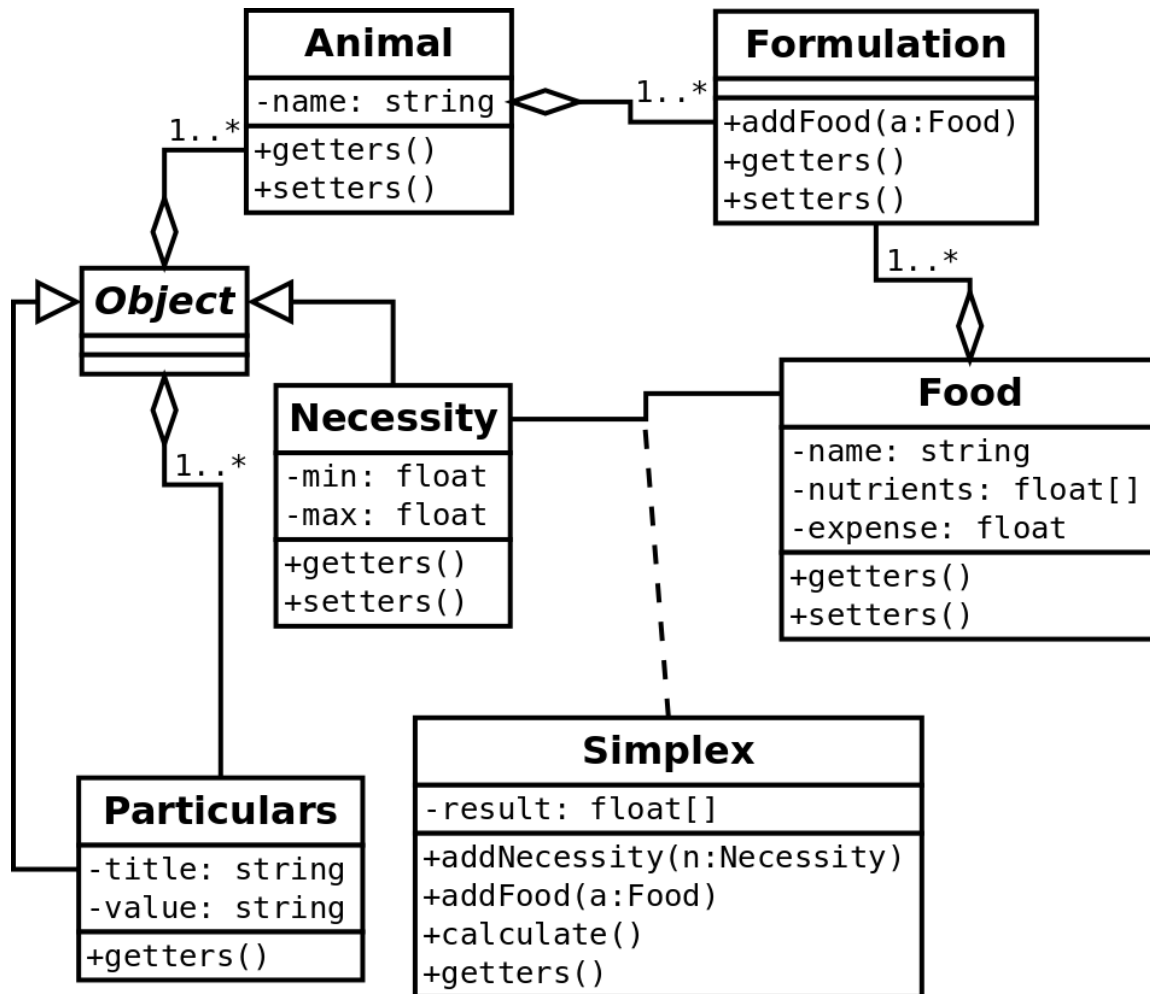 Animal
-name: string
+getters()
+setters()
1..*
1..*
Formulation
+addFood(a:Food)
+getters()
+setters()
1..*
Object
1..*
Necessity
-min: float
-max: float
+getters()
+setters()
Food
-name: string
-nutrients: float[]
-expense: float
+getters()
+setters()
Particulars
-title: string
-value: string
+getters()
Simplex
-result: float[]
+addNecessity(n:Necessity)
+addFood(a:Food)
+calculate()
+getters()